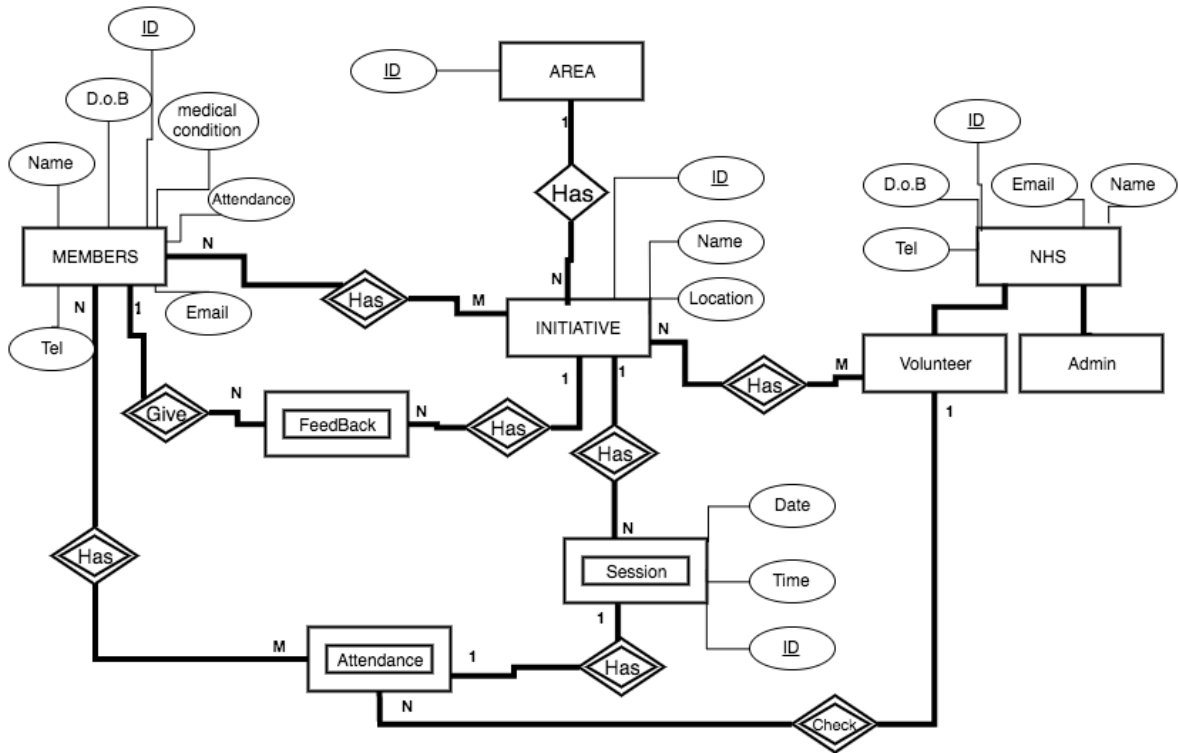 ID
AREA
ID
D.o.B
medical
condition
ID
1
Name
Attendance
Has
ID
D.o.B
Email
Name
MEMBERS
N
Name
Tel
NHS
N
Has
M
N
Location
N
1
Email
INITIATIVE
N
Tel
1
1
Has
M
Volunteer
Admin
Give
N
FeedBack
N
Has
Has
1
Date
N
Has
Session
Time
1
M
Attendance
1
Has
ID
N
Check